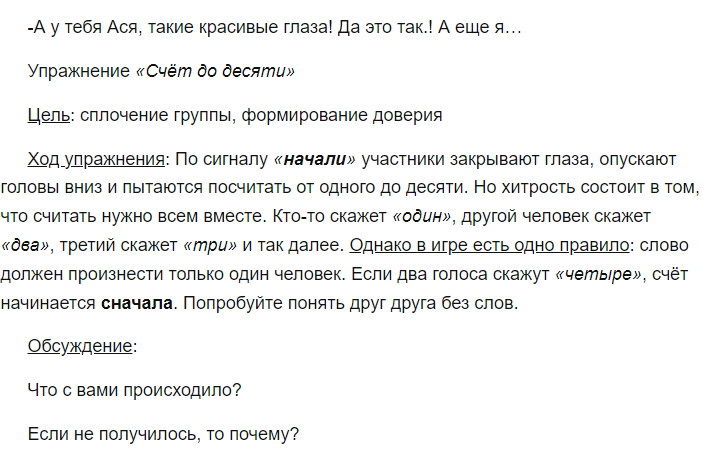 -А у тебя Ася, такие красивые глаза! Да это так.! А еще я…
Упражнение «Счёт до десяти»
Цель: сплочение группы, формирование доверия
Ход упражнения: По сигналу «начали» участники закрывают глаза, опускают
головы вниз и пытаются посчитать от одного до десяти. Но хитрость состоит в том,
что считать нужно всем вместе. Кто-то скажет «один», другой человек скажет
«два», третий скажет «три» и так далее. Однако в игре есть одно правило: слово
должен произнести только один человек. Если два голоса скажут «четыре», счёт
начинается сначала. Попробуйте понять друг друга без слов.
Обсуждение:
Что с вами происходило?
Если не получилось, то почему?